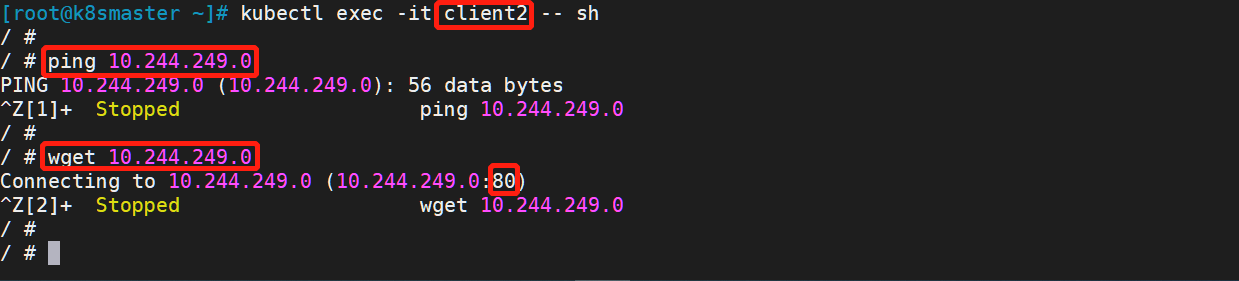 [root@k8smaster ~]# kubectl exec -it client2 -- sh
/ #
/ # ping 10.244.249.0
PING 10.244.249.0 (10.244.249.0): 56 data bytes
^Z[1]+  Stopped                    ping 10.244.249.0
/ #
/ # wget 10.244.249.0
Connecting to 10.244.249.0 (10.244.249.0:80)
^Z[2]+  Stopped                    wget 10.244.249.0
/ #
/ #